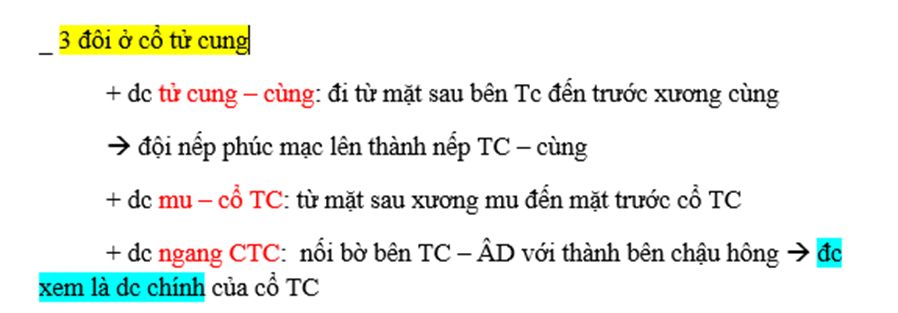 _ 3 đôi ở cổ tử cung
+ dc tử cung – cùng: đi từ mặt sau bên Tc đến trước xương cùng
→ đội nếp phúc mạc lên thành nếp TC – cùng
+ dc mu – cổ TC: từ mặt sau xương mu đến mặt trước cổ TC
+ dc ngang CTC: nối bờ bên TC – ÂD với thành bên chậu hông → đc
xem là dc chính của cổ TC